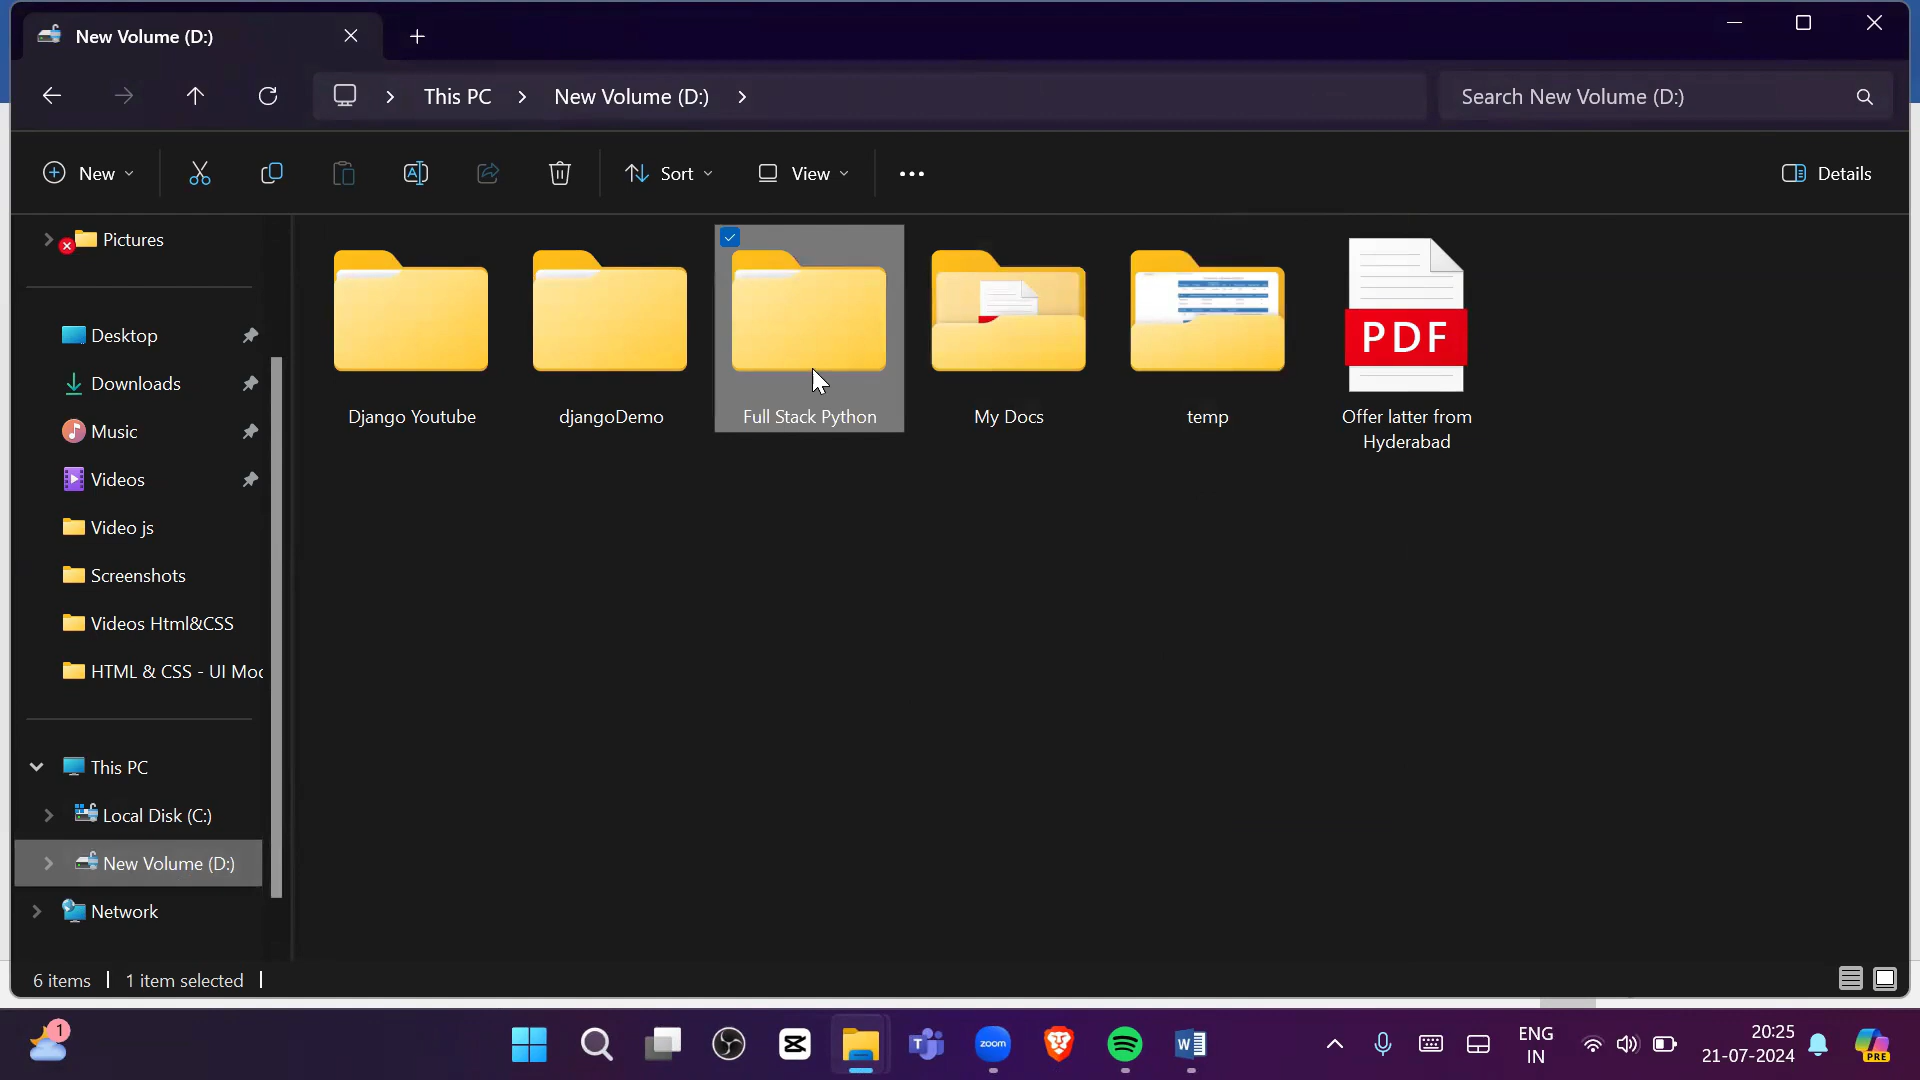 New Volume (D:)
This PC
New Volume (D:)
Search New Volume (D:)
New
Sort
View
Details
Pictures
Desktop
Downloads
Music
Videos
Video js
Screenshots
Videos Html&CSS
HTML & CSS - UI Moc
This PC
Local Disk (C:)
New Volume (D:)
Network
Django Youtube
djangoDemo
Full Stack Python
My Docs
temp
PDF
Offer latter from
Hyderabad
6 items
1 item selected
1
zoom
ENG
IN
20:25
21-07-2024
PRE